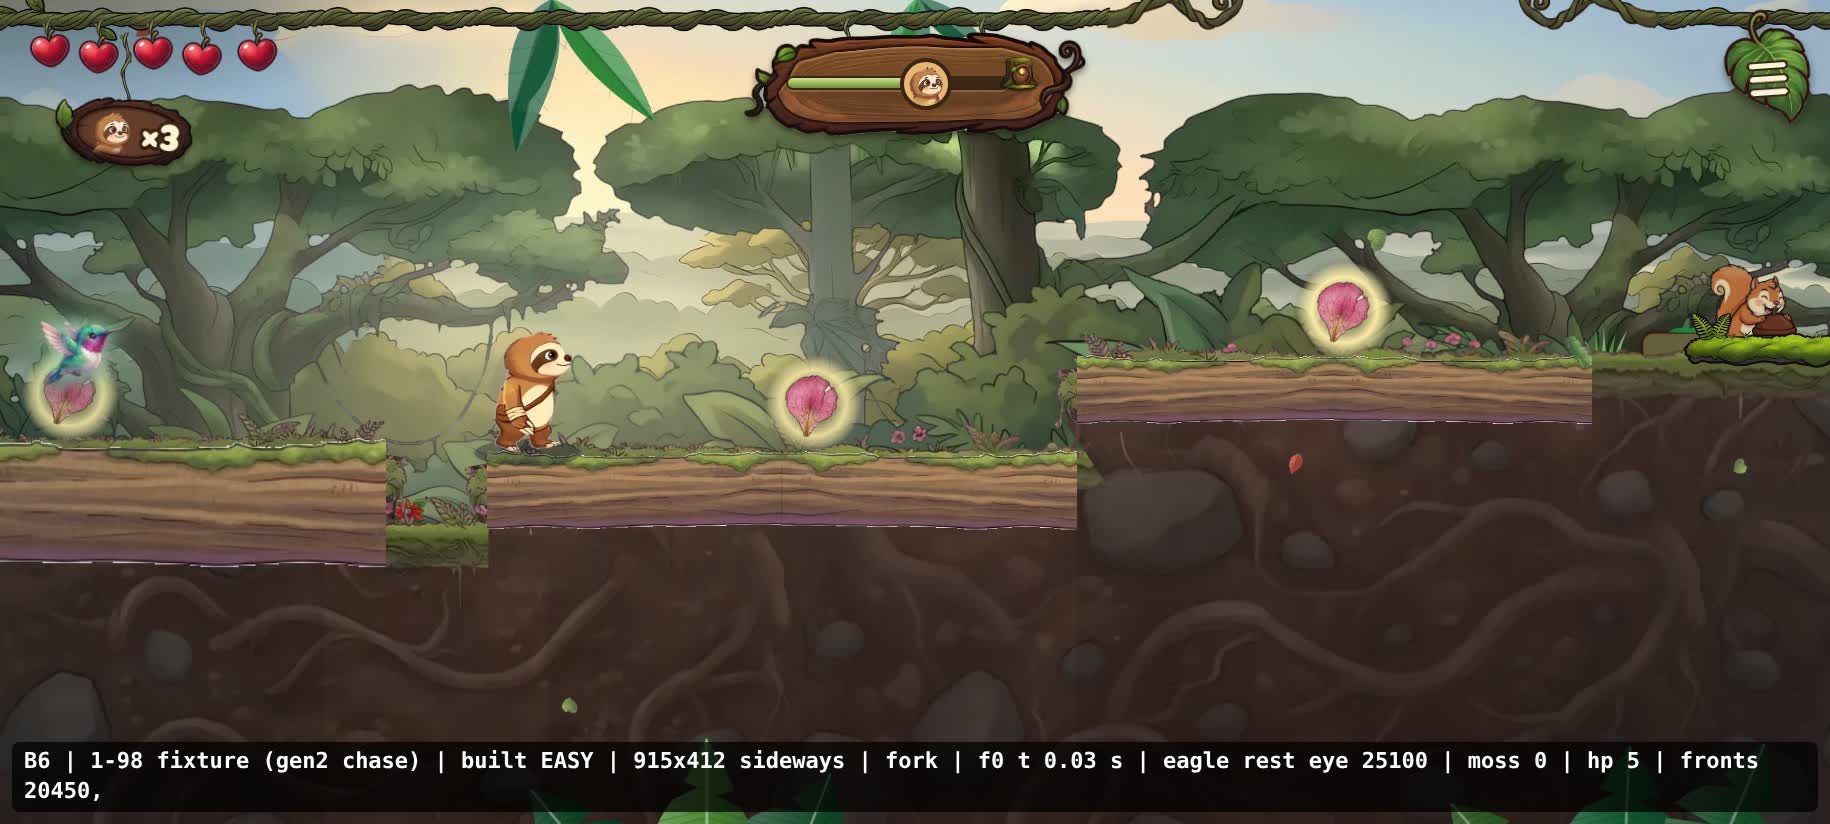 ×3
B6 | 1-98 fixture (gen2 chase) | built EASY | 915x412 sideways | fork | f0 t 0.03 s | eagle rest eye 25100 | moss 0 | hp 5 | fronts
20450,